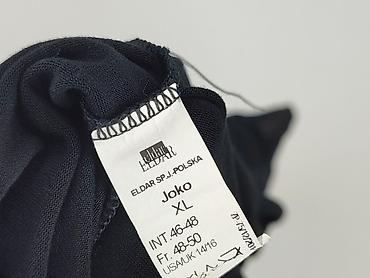 ELDAR
ELDAR SP.J-POLSKA
Joko
XL
INT 46-48
Fr. 48-50
USA/UK 14/16